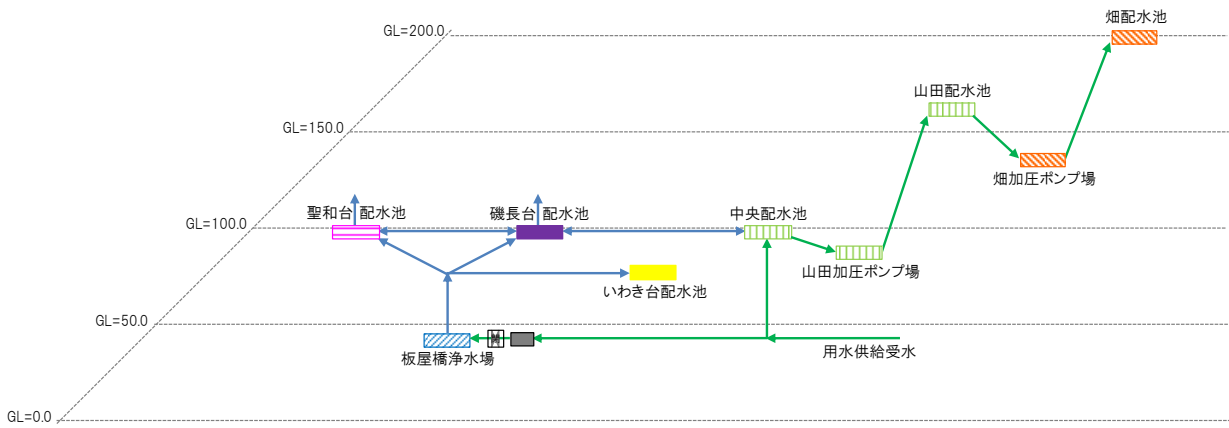 畑配水池
GL=200.0
山田配水池
GL=150.0
畑加圧ポンプ場
聖和台 配水池
磯長台 配水池
中央配水池
GL=100.0
山田加圧ポンプ場
いわき台配水池
GL=50.0
M
板屋橋浄水場
用水供給受水
GL=0.0